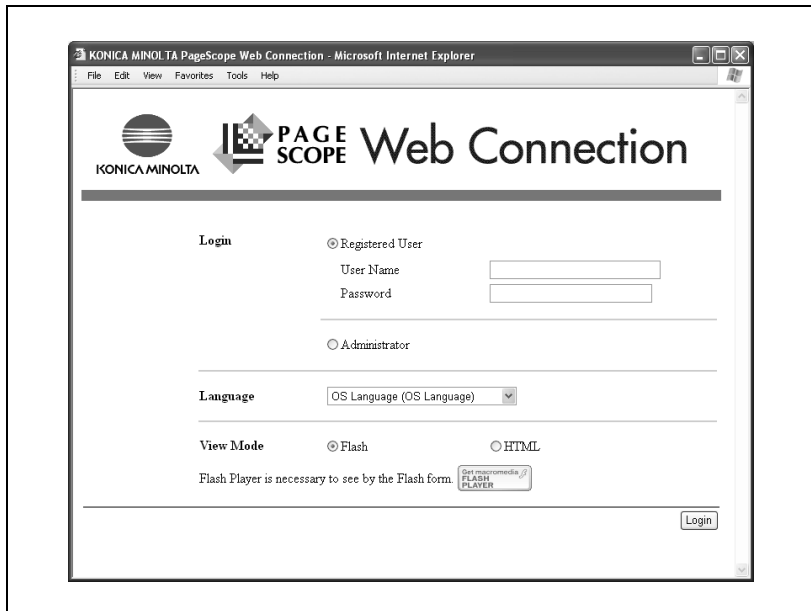 KONICA MINOLTA PageScope Web Connection - Microsoft Internet Explorer
File Edit View Favorites Tools Help
KONICA MINOLTA
PAGE SCOPE Web Connection
Login
Registered User
User Name
Password
Administrator
Language
OS Language (OS Language)
View Mode
Flash
HTML
Flash Player is necessary to see by the Flash form.
Get macromedia
FLASH
PLAYER
Login